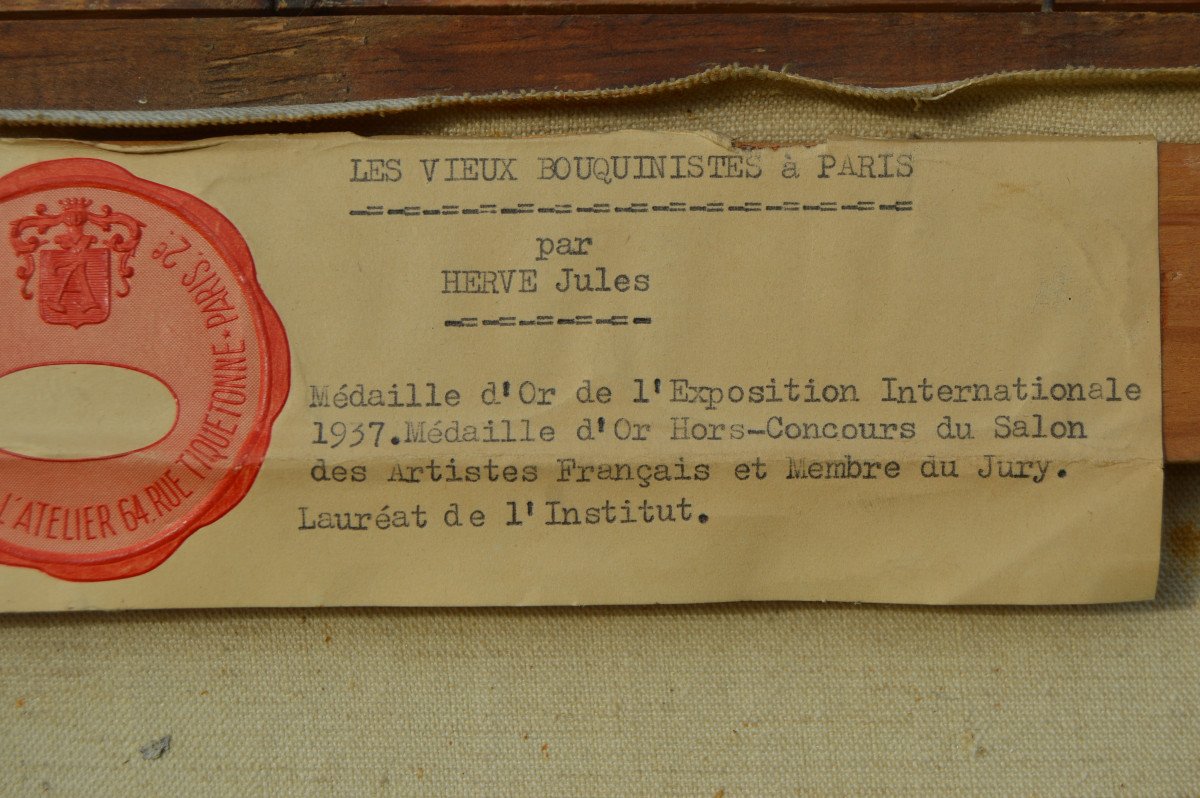 LES VIEUX BOUQUINISTES à PARIS
par
HERVE Jules
Médaille d'Or de l'Exposition Internationale
1937.Médaille d'Or Hors-Concours du Salon
des Artistes Français et Membre du Jury.
Lauréat de l'Institut.
A
L'ATELIER 64. RUE TIQUETONNE • PARIS. 2e.